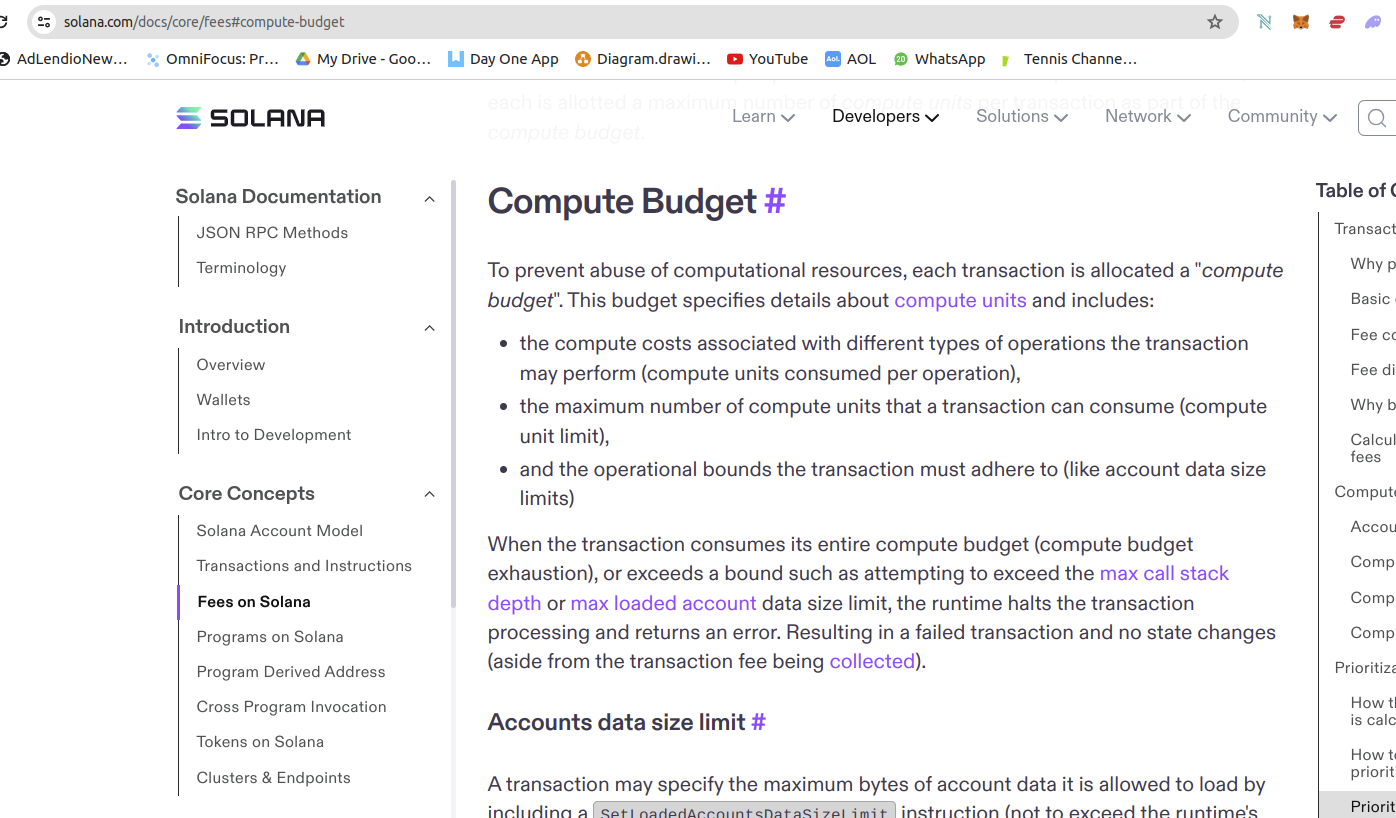 solana.com/docs/core/fees#compute-budget
AdLendioNew... OmniFocus: Pr... My Drive - Goo... Day One App Diagram.drawi... YouTube AOL WhatsApp Tennis Channe...
each is allotted a maximum number of compute units per transaction as part of the
compute budget.
SOLANA Learn Developers Solutions Network Community
Solana Documentation
JSON RPC Methods
Terminology
Introduction
Overview
Wallets
Intro to Development
Core Concepts
Solana Account Model
Transactions and Instructions
Fees on Solana
Programs on Solana
Program Derived Address
Cross Program Invocation
Tokens on Solana
Clusters & Endpoints
Compute Budget #
To prevent abuse of computational resources, each transaction is allocated a "compute
budget". This budget specifies details about compute units and includes:
• the compute costs associated with different types of operations the transaction
may perform (compute units consumed per operation),
• the maximum number of compute units that a transaction can consume (compute
unit limit),
• and the operational bounds the transaction must adhere to (like account data size
limits)
When the transaction consumes its entire compute budget (compute budget
exhaustion), or exceeds a bound such as attempting to exceed the max call stack
depth or max loaded account data size limit, the runtime halts the transaction
processing and returns an error. Resulting in a failed transaction and no state changes
(aside from the transaction fee being collected).
Accounts data size limit #
A transaction may specify the maximum bytes of account data it is allowed to load by
including a SetLoadedAccountsDataSizeLimit instruction (not to exceed the runtime's
Table of
Transact
Why p
Basic
Fee co
Fee di
Why b
Calcul
fees
Compute
Accou
Comp
Comp
Comp
Prioritiza
How t
is calc
How to
priorit
Priorit